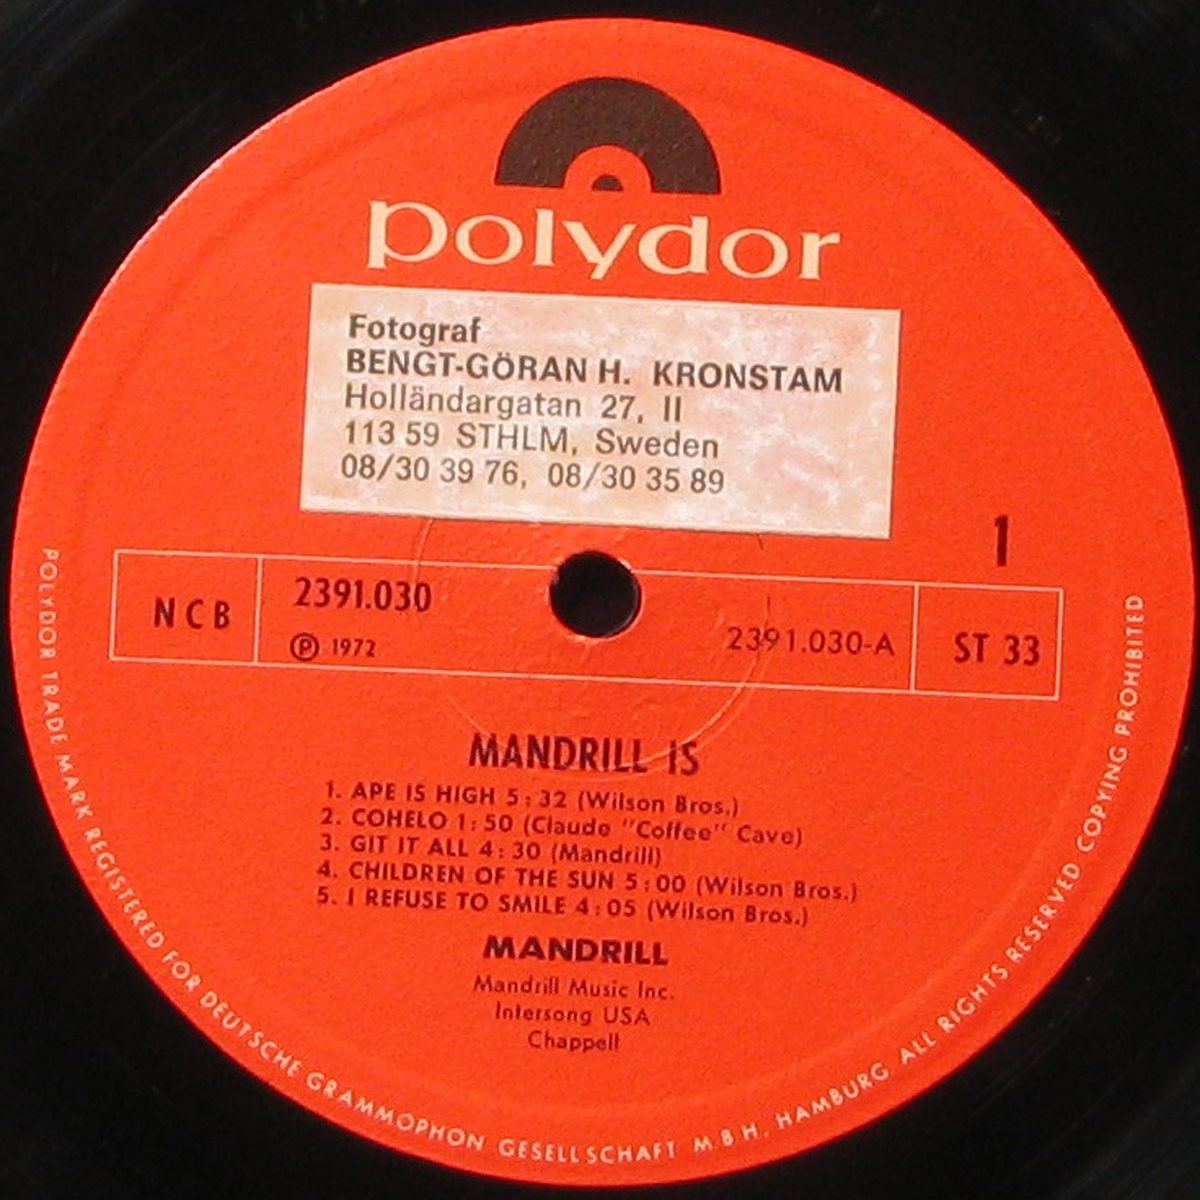 polydor
Fotograf
BENGT-GÖRAN H. KRONSTAM
Holländargatan 27, II
113 59 STHLM, Sweden
08/30 39 76, 08/30 35 89
1
NCB
2391.030
℗ 1972
2391.030-A
ST 33
MANDRILL IS
1. APE IS HIGH 5:32 (Wilson Bros.)
2. COHELO 1:50 (Claude "Coffee" Cave)
3. GIT IT ALL 4:30 (Mandrill)
4. CHILDREN OF THE SUN 5:00 (Wilson Bros.)
5. I REFUSE TO SMILE 4:05 (Wilson Bros.)
MANDRILL
Mandrill Music Inc.
Intersong USA
Chappell
POLYDOR TRADE MARK REGISTERED FOR DEUTSCHE GRAMMOPHON GESELLSCHAFT M B H. HAMBURG ALL RIGHTS RESERVED COPYING PROHIBITED